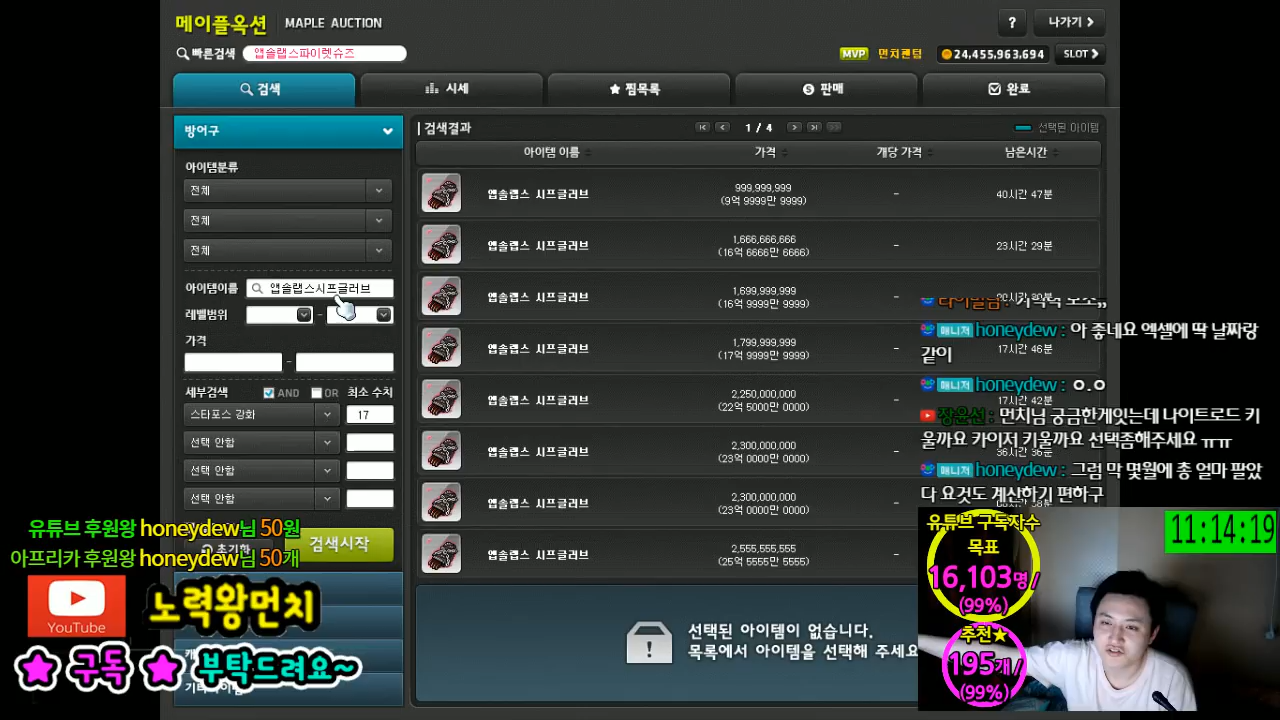 메이플옥션 MAPLE AUCTION
? 나가기
빠른검색 앱솔랩스파이렛슈즈
MVP 먼치퀀텀 24,455,963,694 SLOT
검색 시세 찜목록 판매 완료
방어구
아이템분류
전체
전체
전체
아이템이름 앱솔랩스시프글러브
레벨범위 -
가격
-
세부검색 AND OR 최소 수치
스타포스 강화 17
선택 안함
선택 안함
선택 안함
초기화 검색시작
검색결과 1 / 4 선택된 아이템
아이템 이름 가격 개당 가격 남은시간
앱솔랩스 시프글러브 999,999,999 - 40시간 47분
(9억 9999만 9999)
앱솔랩스 시프글러브 1,666,666,666 - 23시간 29분
(16억 6666만 6666)
앱솔랩스 시프글러브 1,699,999,999 -
(16억 9999만 9999)
앱솔랩스 시프글러브 1,799,999,999 - 17시간 46분
(17억 9999만 9999)
앱솔랩스 시프글러브 2,250,000,000 - 17시간 42분
(22억 5000만 0000)
앱솔랩스 시프글러브 2,300,000,000 - 36시간 36분
(23억 0000만 0000)
앱솔랩스 시프글러브 2,300,000,000 -
(23억 0000만 0000)
앱솔랩스 시프글러브 2,555,555,555 -
(25억 5555만 5555)
선택된 아이템이 없습니다.
목록에서 아이템을 선택해 주세요
매니저 honeydew : 아 좋네요 엑셀에 딱 날짜랑
같이
매니저 honeydew : ㅇ.ㅇ
장윤선 : 먼치님 궁금한게잇는데 나이트로드 키
울까요 카이저 키울까요 선택좀해주세요 ㅠㅠ
매니저 honeydew : 그럼 막 몇월에 총 얼마 팔았
다 요것도 계산하기 편하구
유튜브 후원왕 honeydew님 50원
아프리카 후원왕 honeydew님 50개
YouTube 노력왕먼치
★ 구독 ★ 부탁드려요~
유튜브 구독자수
목표
16,103명/
(99%)
추천★
195개/
(99%)
11:14:19